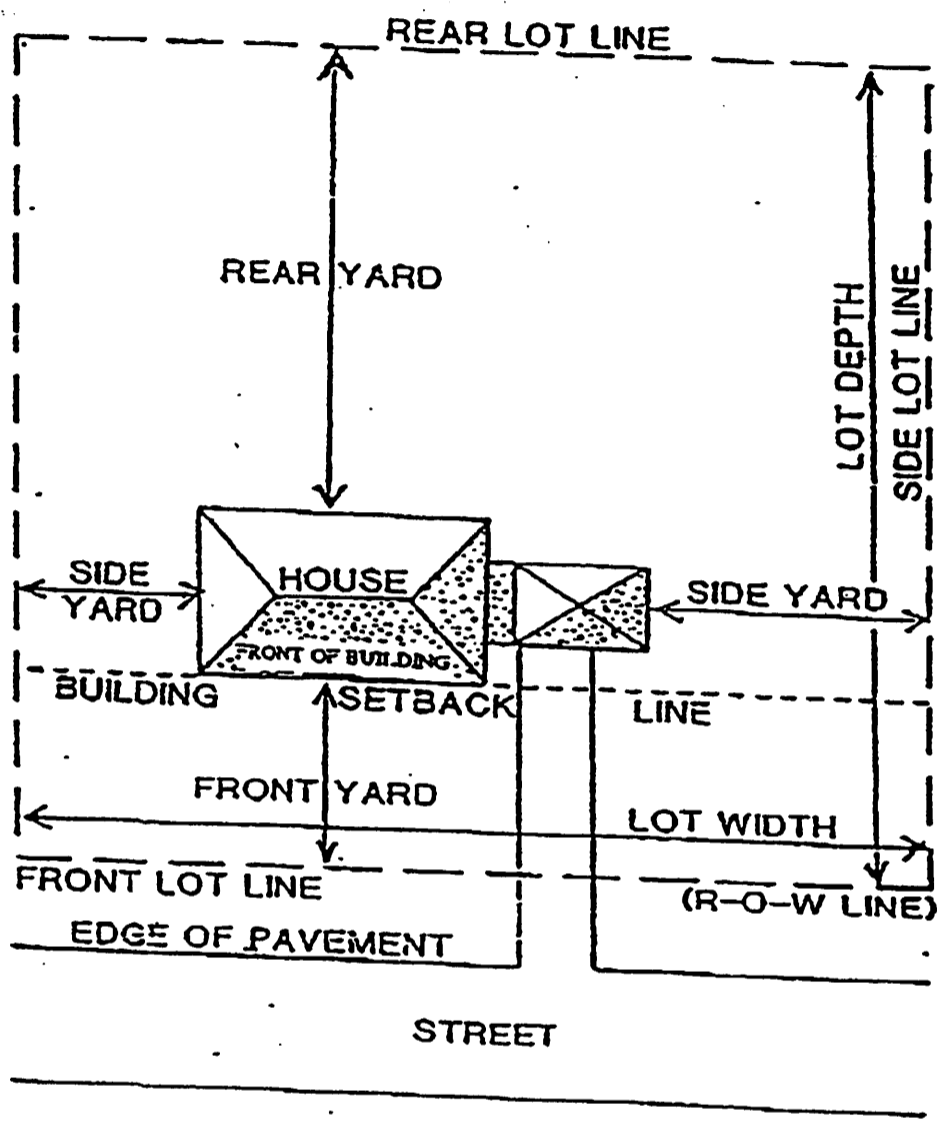 REAR LOT LINE
REAR YARD
LOT DEPTH
SIDE LOT LINE
SIDE
YARD
HOUSE
FRONT OF BUILDING
SIDE YARD
BUILDING SETBACK LINE
FRONT YARD
LOT WIDTH
FRONT LOT LINE
(R-O-W LINE)
EDGE OF PAVEMENT
STREET